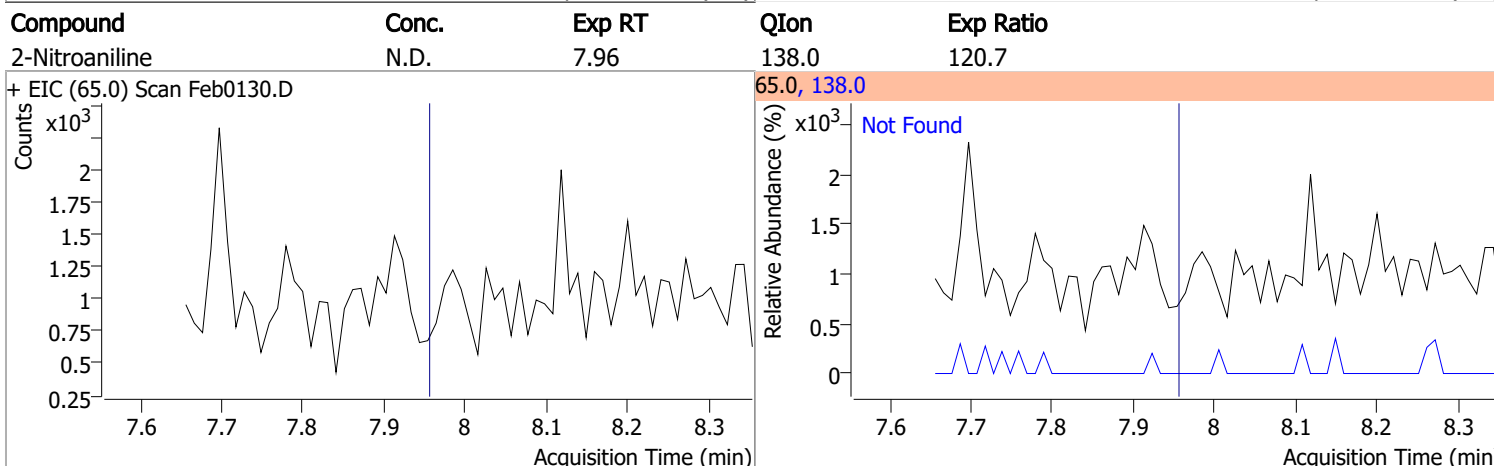 Compound Conc. Exp RT QIon Exp Ratio
2-Nitroaniline N.D. 7.96 138.0 120.7
+ EIC (65.0) Scan Feb0130.D
Counts
x10³
2
1.75
1.5
1.25
1
0.75
0.5
0.25
7.6 7.7 7.8 7.9 8 8.1 8.2 8.3
Acquisition Time (min)
65.0, 138.0
Relative Abundance (%)
x10³
Not Found
2
1.5
1
0.5
0
7.6 7.7 7.8 7.9 8 8.1 8.2 8.3
Acquisition Time (min)